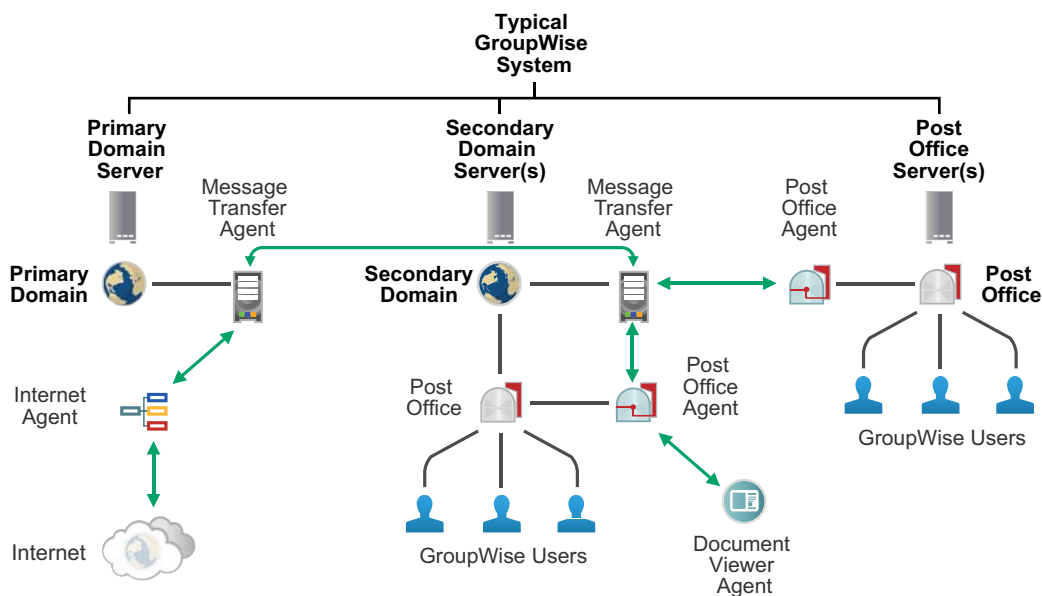 Typical
GroupWise
System
Primary
Domain
Server
Secondary
Domain
Server(s)
Post
Office
Server(s)
Message
Transfer
Agent
Message
Transfer
Agent
Post
Office
Agent
Primary
Domain
Secondary
Domain
Post
Office
Internet
Agent
Post
Office
Post
Office
Agent
GroupWise Users
Internet
GroupWise Users
Document
Viewer
Agent